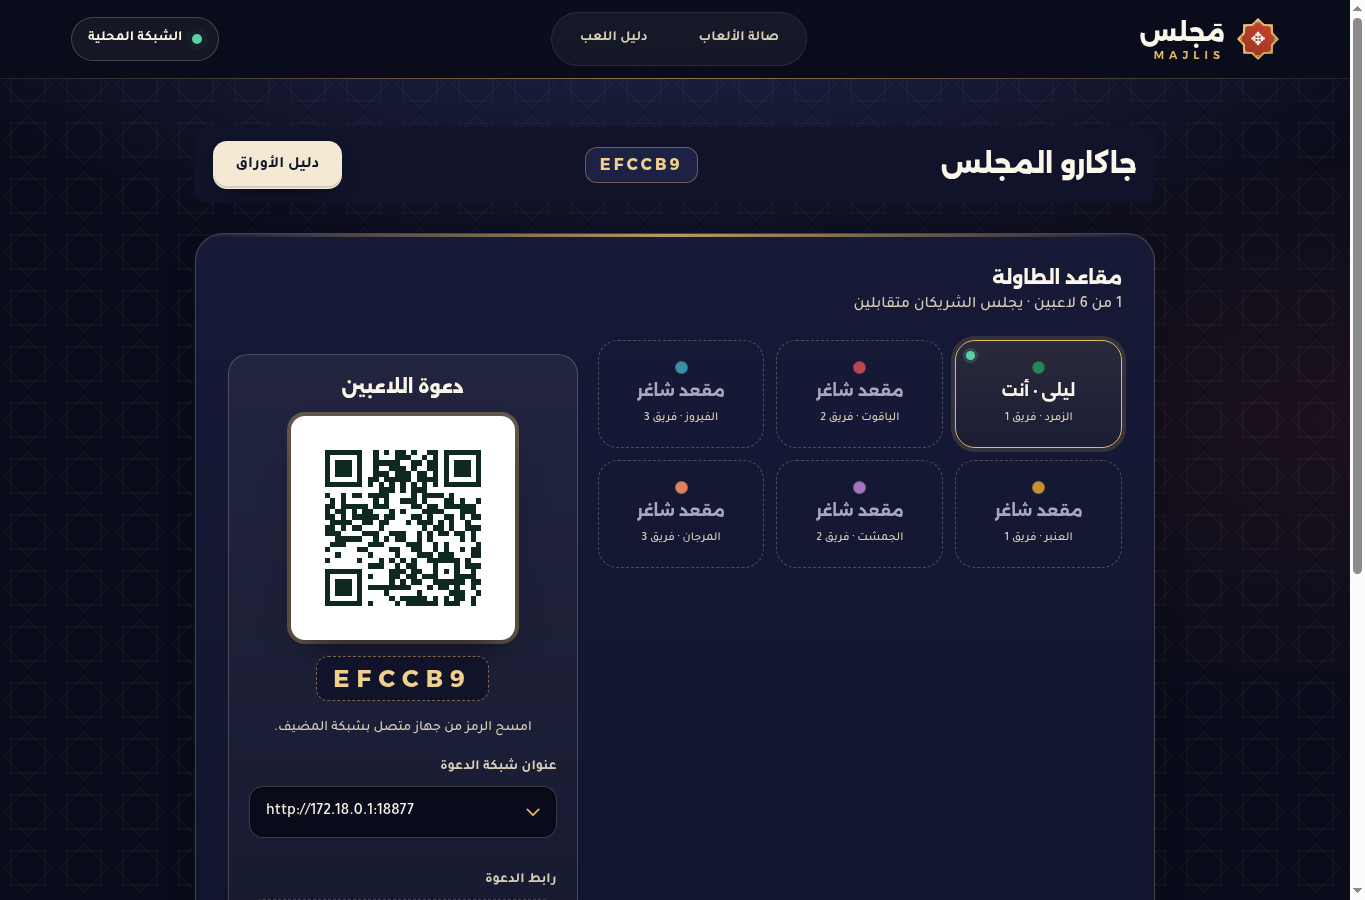 مَجلس
MAJLIS
صالة الألعاب
دليل اللعب
الشبكة المحلية
جاكارو المجلس
EFCCB9
دليل الأوراق
مقاعد الطاولة
1 من 6 لاعبين · يجلس الشريكان متقابلين
ليلى · أنت
الزمرد · فريق 1
مقعد شاغر
الياقوت · فريق 2
مقعد شاغر
الفيروز · فريق 3
مقعد شاغر
العنبر · فريق 1
مقعد شاغر
الجمشت · فريق 2
مقعد شاغر
المرجان · فريق 3
دعوة اللاعبين
EFCCB9
امسح الرمز من جهاز متصل بشبكة المضيف.
عنوان شبكة الدعوة
http://172.18.0.1:18877
رابط الدعوة